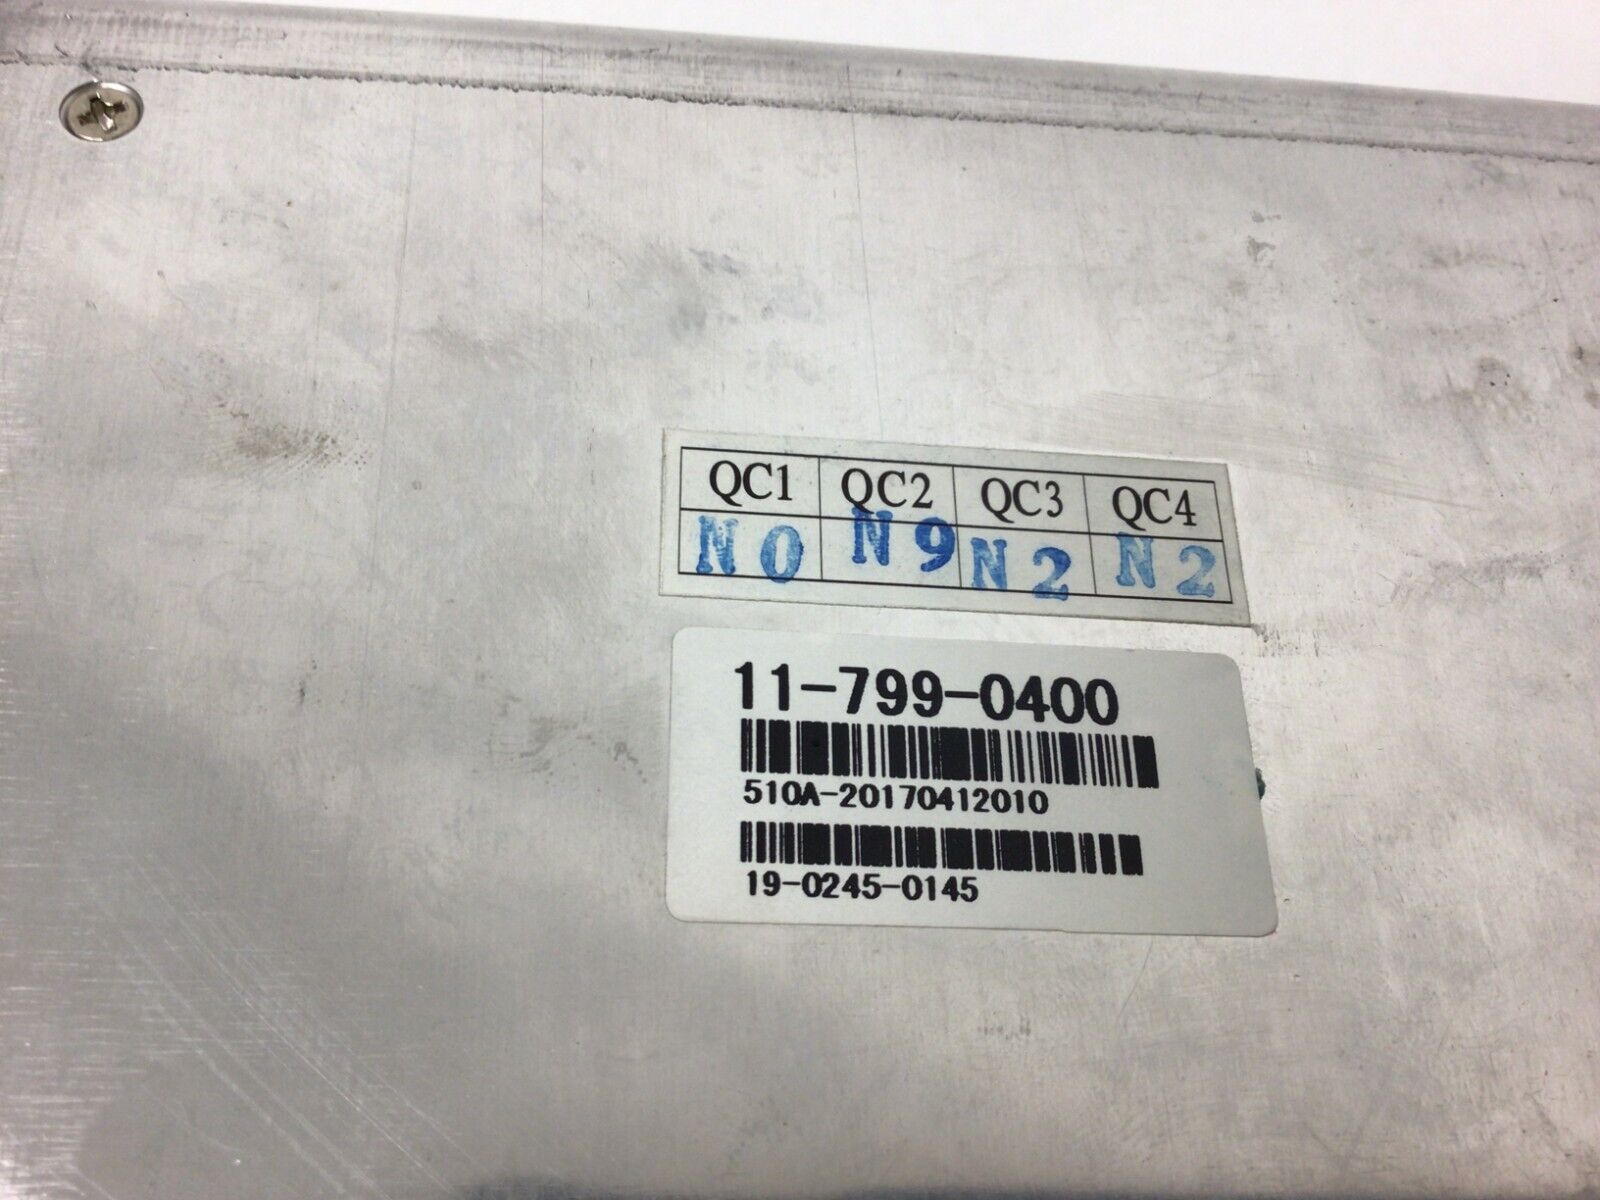 QC1 QC2 QC3 QC4
N0 N9 N2 N2
11-799-0400
510A-20170412010
19-0245-0145